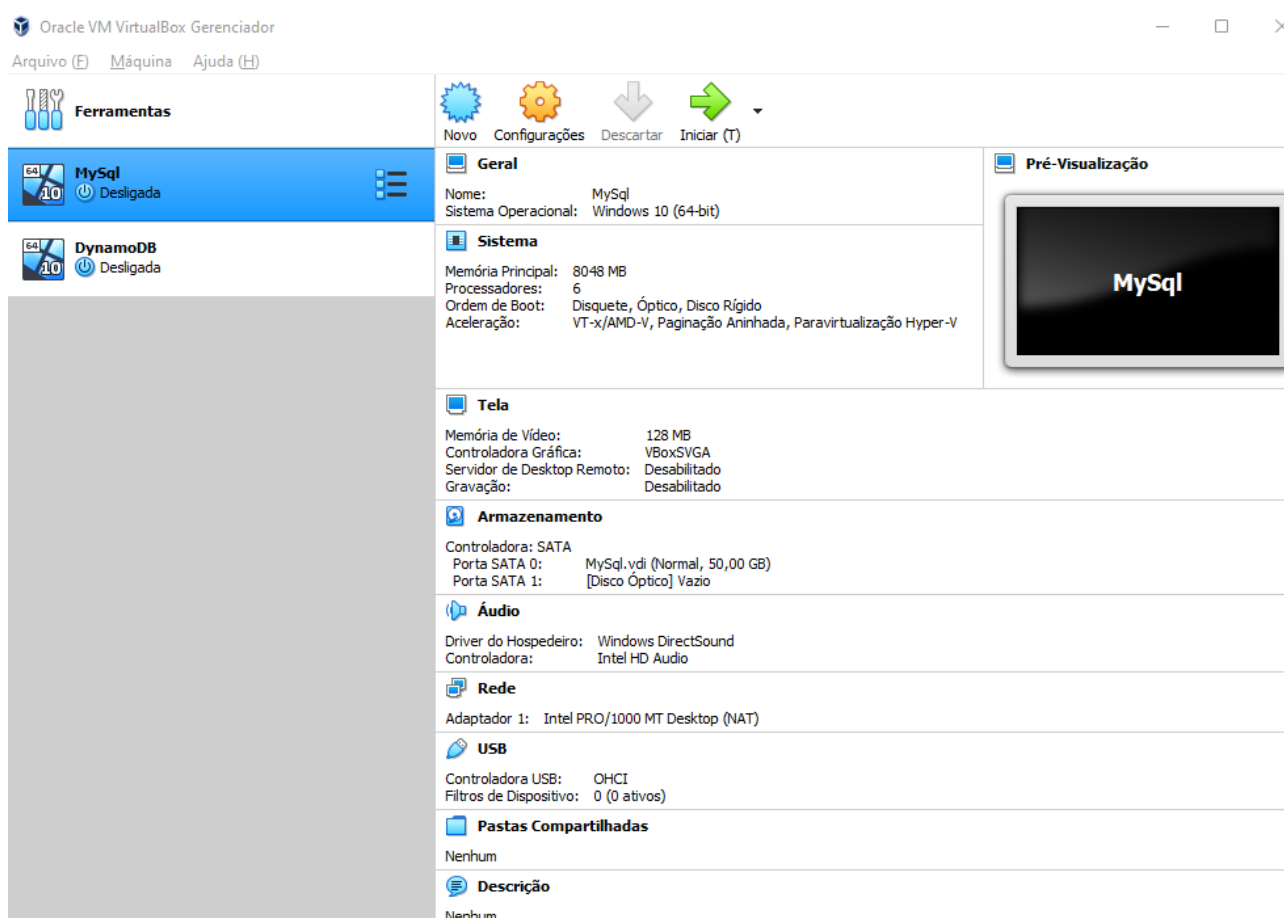 Oracle VM VirtualBox Gerenciador
Arquivo (F) Máquina Ajuda (H)
Ferramentas
Novo Configurações Descartar Iniciar (T)
64 10 MySql
Desligada
64 10 DynamoDB
Desligada
Geral
Nome: MySql
Sistema Operacional: Windows 10 (64-bit)
Pré-Visualização
MySql
Sistema
Memória Principal: 8048 MB
Processadores: 6
Ordem de Boot: Disquete, Óptico, Disco Rígido
Aceleração: VT-x/AMD-V, Paginação Aninhada, Paravirtualização Hyper-V
Tela
Memória de Vídeo: 128 MB
Controladora Gráfica: VBoxSVGA
Servidor de Desktop Remoto: Desabilitado
Gravação: Desabilitado
Armazenamento
Controladora: SATA
Porta SATA 0: MySql.vdi (Normal, 50,00 GB)
Porta SATA 1: [Disco Óptico] Vazio
Áudio
Driver do Hospedeiro: Windows DirectSound
Controladora: Intel HD Audio
Rede
Adaptador 1: Intel PRO/1000 MT Desktop (NAT)
USB
Controladora USB: OHCI
Filtros de Dispositivo: 0 (0 ativos)
Pastas Compartilhadas
Nenhum
Descrição
Nenhum